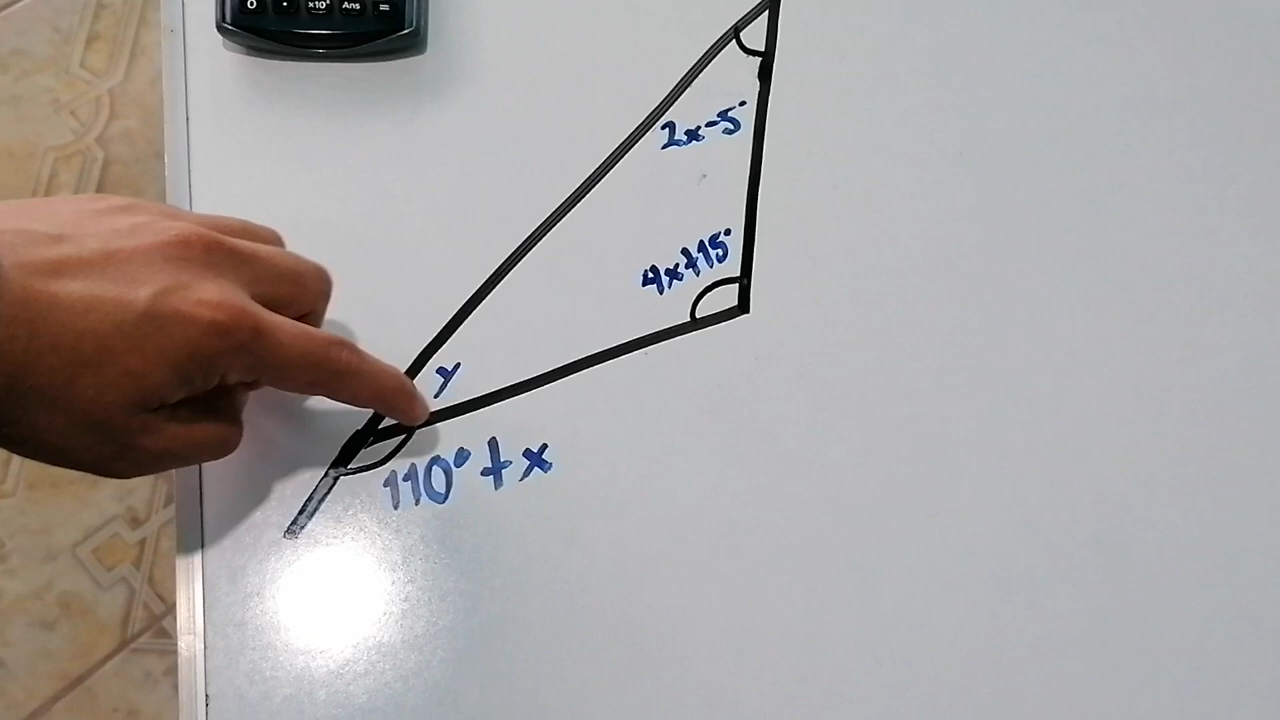 0 • ×10ˣ Ans =
2x-5°
4x+15°
y
110°+x